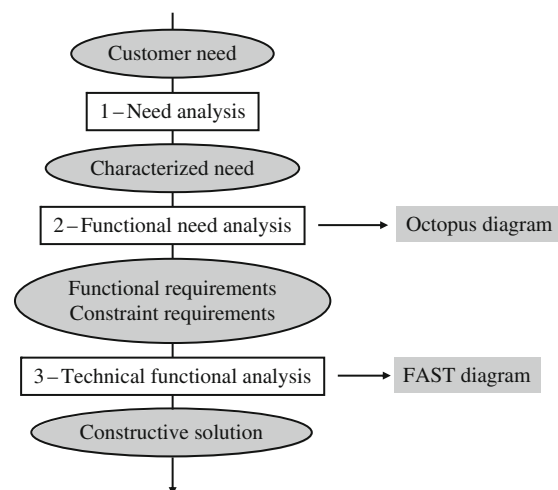 Customer need
1–Need analysis
Characterized need
2–Functional need analysis
Octopus diagram
Functional requirements
Constraint requirements
3–Technical functional analysis
FAST diagram
Constructive solution